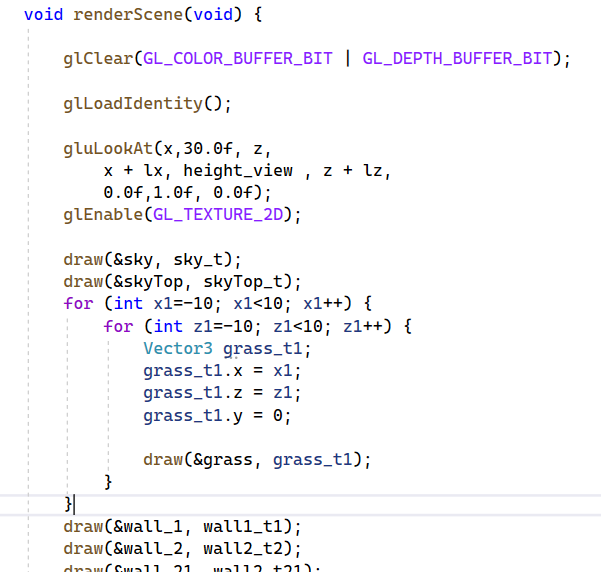 void renderScene(void) {
glClear(GL_COLOR_BUFFER_BIT | GL_DEPTH_BUFFER_BIT);
glLoadIdentity();
gluLookAt(x,30.0f, z,
x + lx, height_view , z + lz,
0.0f,1.0f, 0.0f);
glEnable(GL_TEXTURE_2D);
draw(&sky, sky_t);
draw(&skyTop, skyTop_t);
for (int x1=-10; x1<10; x1++) {
for (int z1=-10; z1<10; z1++) {
Vector3 grass_t1;
grass_t1.x = x1;
grass_t1.z = z1;
grass_t1.y = 0;
draw(&grass, grass_t1);
}
}
draw(&wall_1, wall1_t1);
draw(&wall_2, wall2_t2);
draw(&wall_21, wall2_t21);